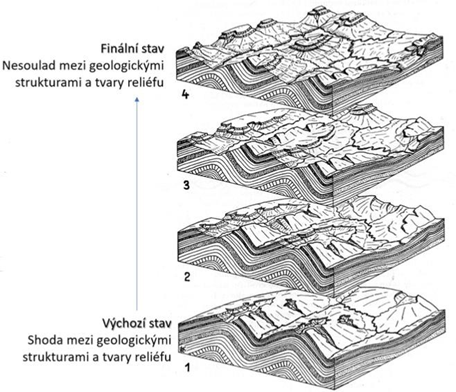 Finální stav
Nesoulad mezi geologickými
strukturami a tvary reliéfu
4
3
2
Výchozí stav
Shoda mezi geologickými
strukturami a tvary reliéfu
1